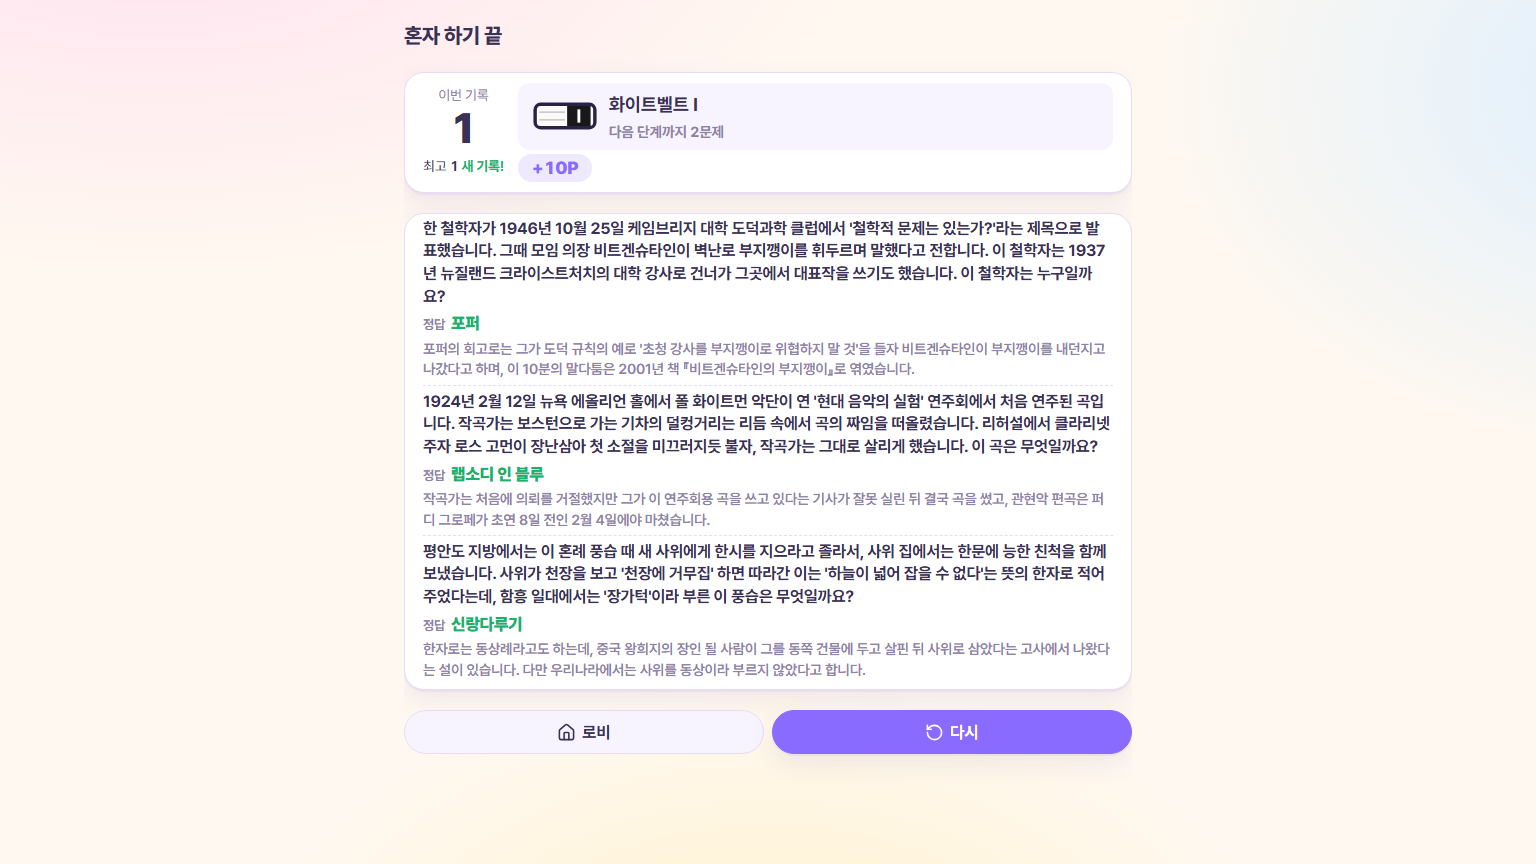 혼자 하기 끝
이번 기록
1
최고 1 새 기록!
화이트벨트 I
다음 단계까지 2문제
+10P
한 철학자가 1946년 10월 25일 케임브리지 대학 도덕과학 클럽에서 '철학적 문제는 있는가?'라는 제목으로 발
표했습니다. 그때 모임 의장 비트겐슈타인이 벽난로 부지깽이를 휘두르며 말했다고 전합니다. 이 철학자는 1937
년 뉴질랜드 크라이스트처치의 대학 강사로 건너가 그곳에서 대표작을 쓰기도 했습니다. 이 철학자는 누구일까
요?
정답 포퍼
포퍼의 회고로는 그가 도덕 규칙의 예로 '초청 강사를 부지깽이로 위협하지 말 것'을 들자 비트겐슈타인이 부지깽이를 내던지고
나갔다고 하며, 이 10분의 말다툼은 2001년 책 『비트겐슈타인의 부지깽이』로 엮였습니다.
1924년 2월 12일 뉴욕 에올리언 홀에서 폴 화이트먼 악단이 연 '현대 음악의 실험' 연주회에서 처음 연주된 곡입
니다. 작곡가는 보스턴으로 가는 기차의 덜컹거리는 리듬 속에서 곡의 짜임을 떠올렸습니다. 리허설에서 클라리넷
주자 로스 고먼이 장난삼아 첫 소절을 미끄러지듯 불자, 작곡가는 그대로 살리게 했습니다. 이 곡은 무엇일까요?
정답 랩소디 인 블루
작곡가는 처음에 의뢰를 거절했지만 그가 이 연주회용 곡을 쓰고 있다는 기사가 잘못 실린 뒤 결국 곡을 썼고, 관현악 편곡은 퍼
디 그로페가 초연 8일 전인 2월 4일에야 마쳤습니다.
평안도 지방에서는 이 혼례 풍습 때 새 사위에게 한시를 지으라고 졸라서, 사위 집에서는 한문에 능한 친척을 함께
보냈습니다. 사위가 천장을 보고 '천장에 거무집' 하면 따라간 이는 '하늘이 넓어 잡을 수 없다'는 뜻의 한자로 적어
주었다는데, 함흥 일대에서는 '장가턱'이라 부른 이 풍습은 무엇일까요?
정답 신랑다루기
한자로는 동상례라고도 하는데, 중국 왕희지의 장인 될 사람이 그를 동쪽 건물에 두고 살핀 뒤 사위로 삼았다는 고사에서 나왔다
는 설이 있습니다. 다만 우리나라에서는 사위를 동상이라 부르지 않았다고 합니다.
로비
다시